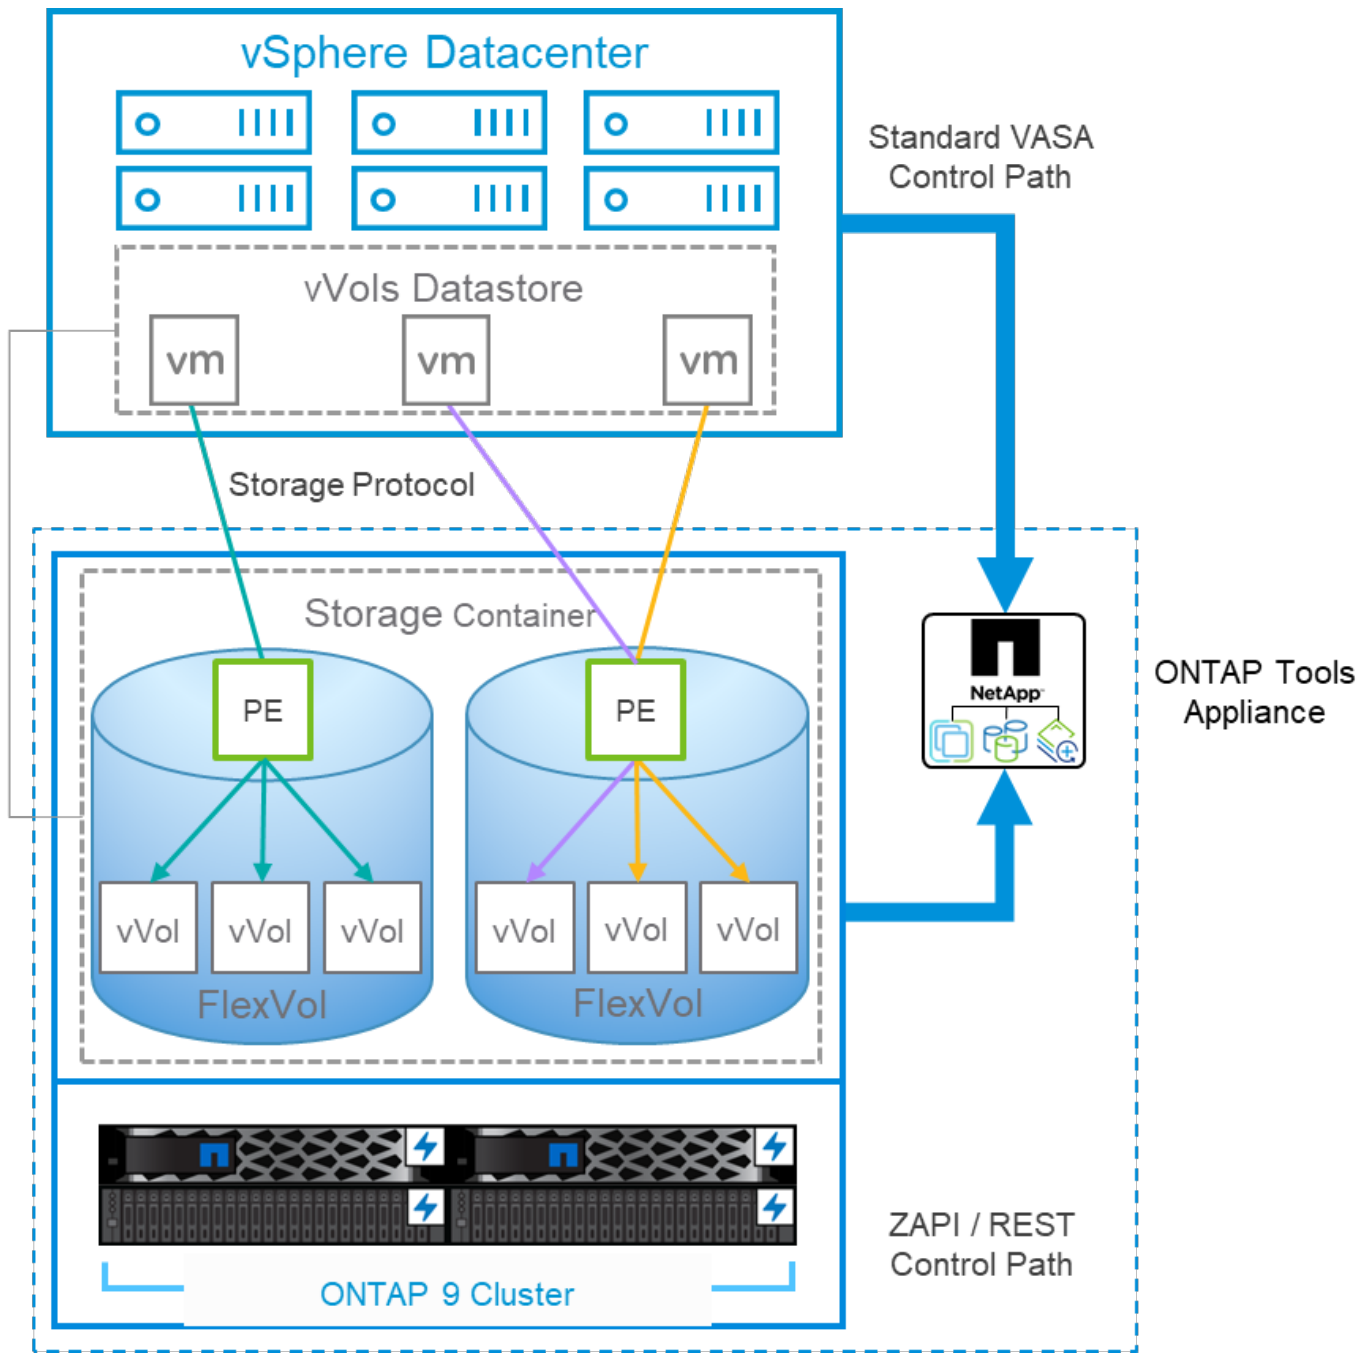 vSphere Datacenter
Standard VASA
Control Path
vVols Datastore
vm
vm
vm
Storage Protocol
Storage Container
NetApp
ONTAP Tools
Appliance
PE
PE
vVol
vVol
vVol
vVol
vVol
vVol
FlexVol
FlexVol
ZAPI / REST
Control Path
ONTAP 9 Cluster